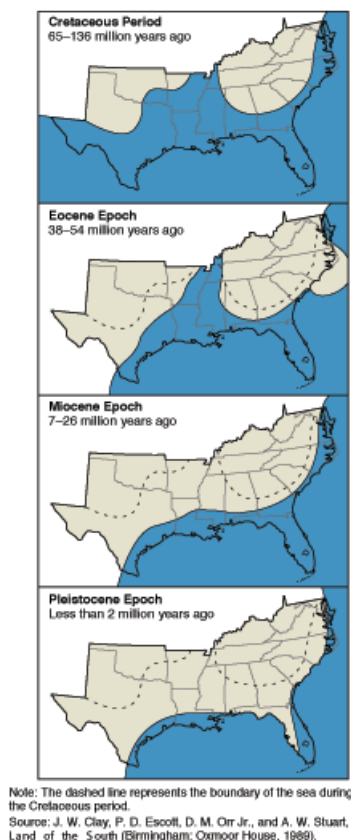 Cretaceous Period
65–136 million years ago
Eocene Epoch
38–54 million years ago
Miocene Epoch
7–26 million years ago
Pleistocene Epoch
Less than 2 million years ago
Note: The dashed line represents the boundary of the sea during
the Cretaceous period.
Source: J. W. Clay, P. D. Escott, D. M. Orr Jr., and A. W. Stuart,
Land of the South (Birmingham: Oxmoor House, 1989).